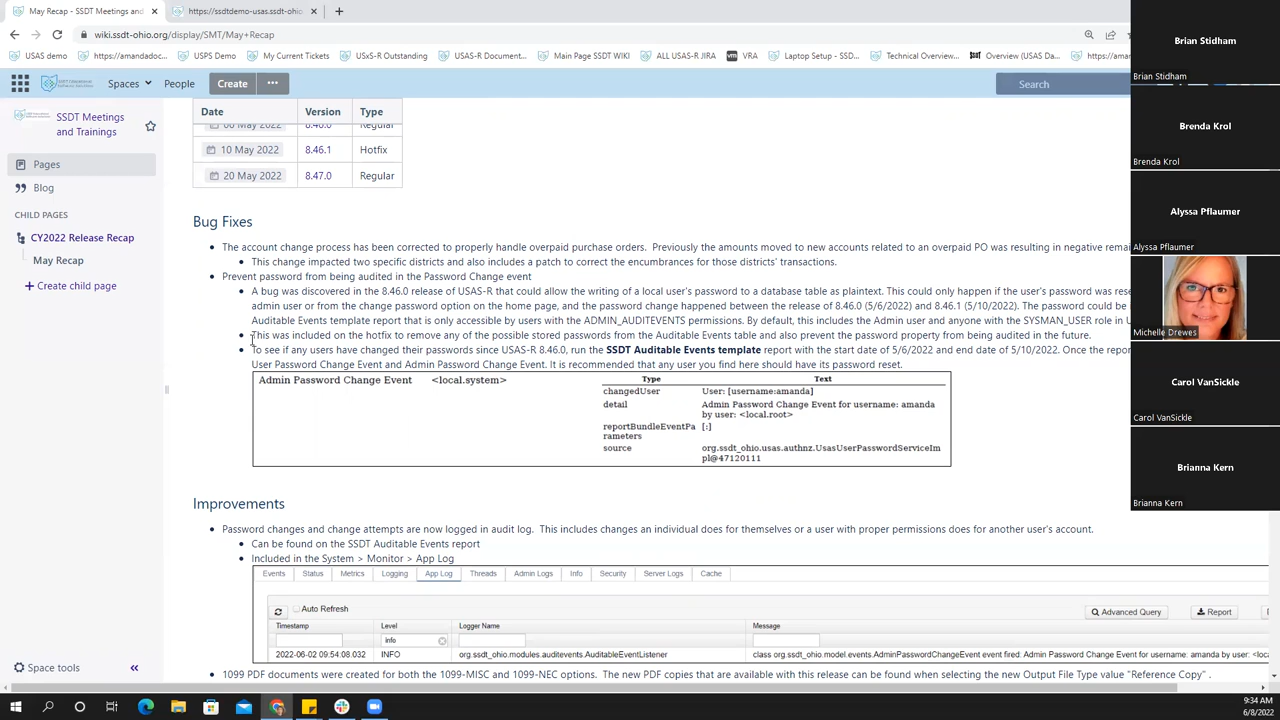 May Recap - SSDT Meetings and
https://ssdtdemo-usas.ssdt-ohio
wiki.ssdt-ohio.org/display/SMT/May+Recap
USAS Demo
https://amandadoc...
USPS Demo
My Current Tickets
USxS-R Outstanding
USAS-R Document...
Main Page SSDT WIKI
ALL USAS-R JIRA
VRA
Laptop Setup - SSD...
Technical Overview...
Overview (USAS Da...
https://amai
Spaces
People
Create
Search
SSDT Meetings
and Trainings
Pages
Blog
CHILD PAGES
CY2022 Release Recap
May Recap
Create child page
Space tools
Date Version Type
06 May 2022 8.46.0 Regular
10 May 2022 8.46.1 Hotfix
20 May 2022 8.47.0 Regular
Bug Fixes
The account change process has been corrected to properly handle overpaid purchase orders. Previously the amounts moved to new accounts related to an overpaid PO was resulting in negative remai
This change impacted two specific districts and also includes a patch to correct the encumbrances for those districts' transactions.
Prevent password from being audited in the Password Change event
A bug was discovered in the 8.46.0 release of USAS-R that could allow the writing of a local user's password to a database table as plaintext. This could only happen if the user's password was rese
admin user or from the change password option on the home page, and the password change happened between the release of 8.46.0 (5/6/2022) and 8.46.1 (5/10/2022). The password could be
Auditable Events template report that is only accessible by users with the ADMIN_AUDITEVENTS permissions. By default, this includes the Admin user and anyone with the SYSMAN_USER role in U
This was included on the hotfix to remove any of the possible stored passwords from the Auditable Events table and also prevent the password property from being audited in the future.
To see if any users have changed their passwords since USAS-R 8.46.0, run the SSDT Auditable Events template report with the start date of 5/6/2022 and end date of 5/10/2022. Once the repor
User Password Change Event and Admin Password Change Event. It is recommended that any user you find here should have its password reset.
Admin Password Change Event <local.system> Type Text
changedUser User: [username:amanda]
detail Admin Password Change Event for username: amanda
by user: <local.root>
reportBundleEventPa [:]
rameters
source org.ssdt_ohio.usas.authnz.UsasUserPasswordServiceIm
pl@47120111
Improvements
Password changes and change attempts are now logged in audit log. This includes changes an individual does for themselves or a user with proper permissions does for another user's account.
Can be found on the SSDT Auditable Events report
Included in the System > Monitor > App Log
Events Status Metrics Logging App Log Threads Admin Logs Info Security Server Logs Cache
Auto Refresh Advanced Query Report
Timestamp Level Logger Name Message
info
2022-06-02 09:54:08.032 INFO org.ssdt_ohio.modules.auditevents.AuditableEventListener class org.ssdt_ohio.model.events.AdminPasswordChangeEvent event fired: Admin Password Change Event for username: amanda by user: <loca
1099 PDF documents were created for both the 1099-MISC and 1099-NEC options. The new PDF copies that are available with this release can be found when selecting the new Output File Type value "Reference Copy" .
Brian Stidham
Brian Stidham
Brenda Krol
Brenda Krol
Alyssa Pflaumer
Alyssa Pflaumer
Michelle Drewes
Carol VanSickle
Carol VanSickle
Brianna Kern
Brianna Kern
9:34 AM
6/8/2022